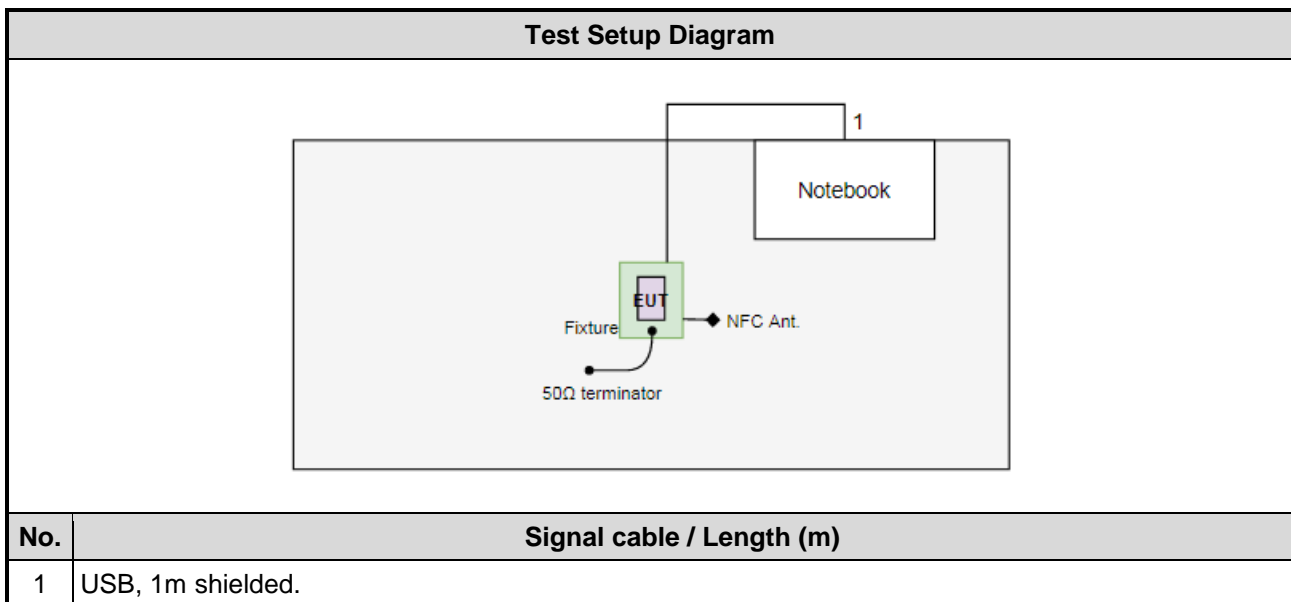 Test Setup Diagram
1
Notebook
EUT
Fixture
NFC Ant.
50Ω terminator
No. Signal cable / Length (m)
1 USB, 1m shielded.